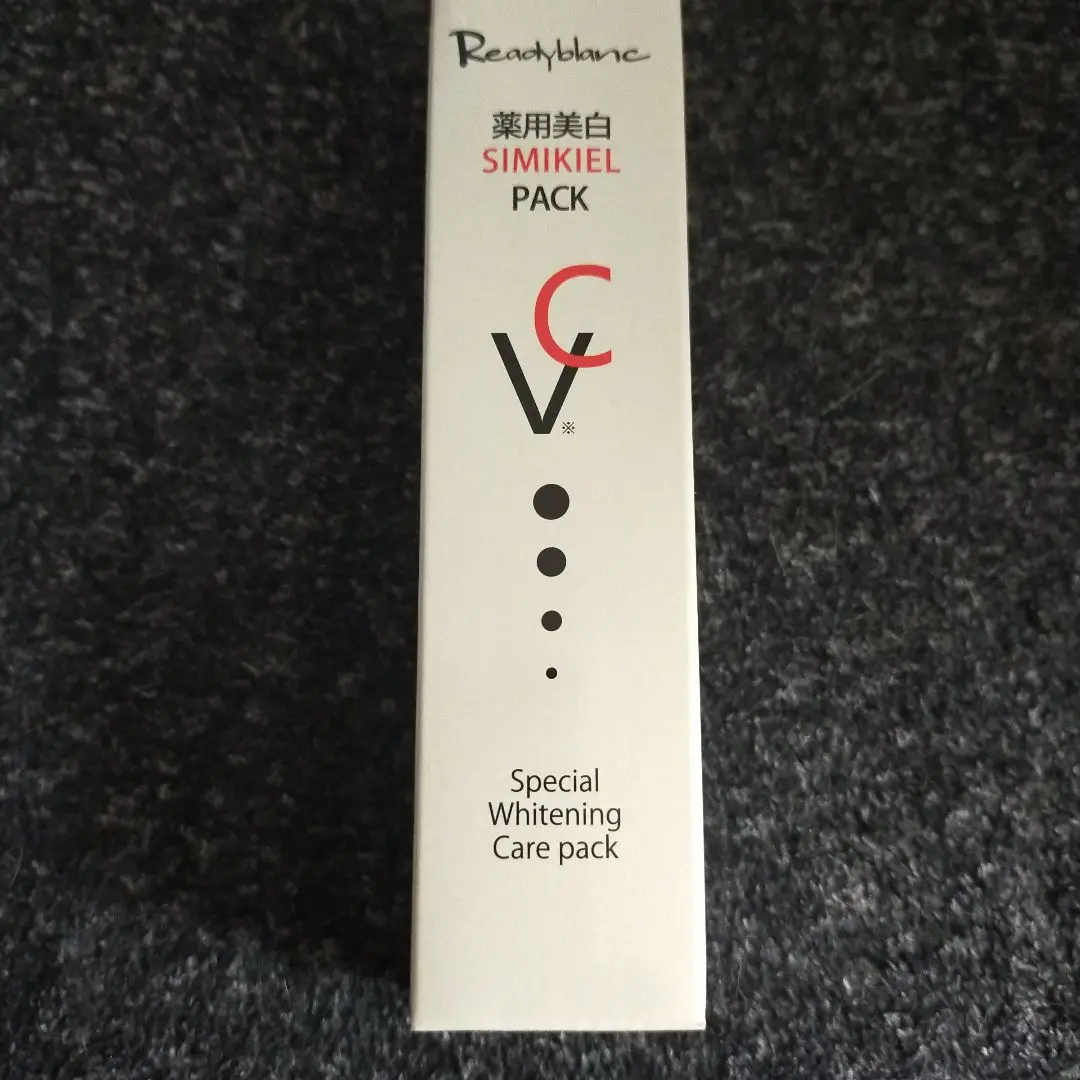 Readyblanc
薬用美白
SIMIKIEL
PACK
C
V※
Special
Whitening
Care pack